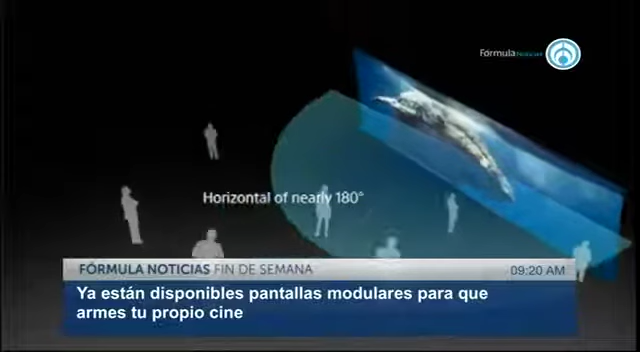 Fórmula Noticias
Horizontal of nearly 180°
FÓRMULA NOTICIAS FIN DE SEMANA
09:20 AM
Ya están disponibles pantallas modulares para que
armes tu propio cine